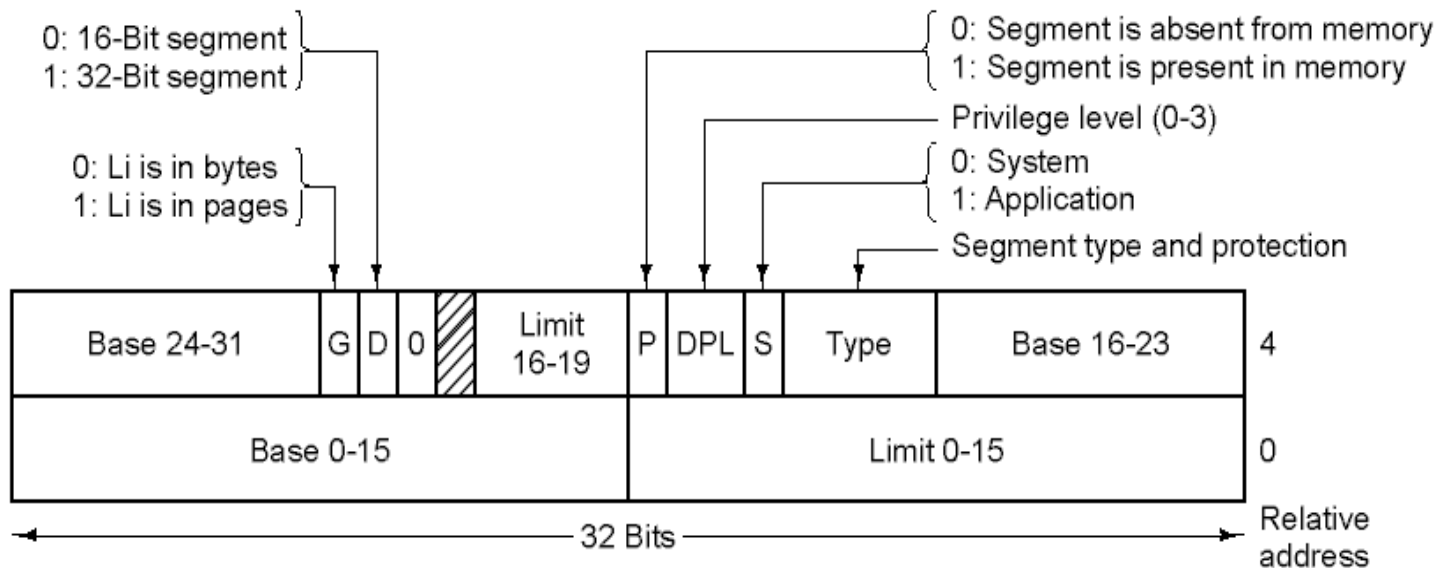 0: 16-Bit segment
1: 32-Bit segment
0: Segment is absent from memory
1: Segment is present in memory
Privilege level (0-3)
0: Li is in bytes
1: Li is in pages
0: System
1: Application
Segment type and protection
Base 24-31
G
D
0
Limit
16-19
P
DPL
S
Type
Base 16-23
4
Base 0-15
Limit 0-15
0
32 Bits
Relative
address